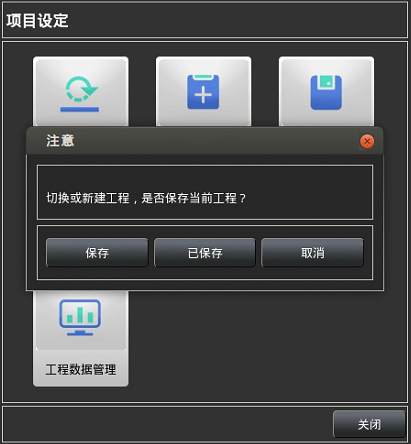 项目设定
注意
切换或新建工程，是否保存当前工程？
保存
已保存
取消
工程数据管理
关闭